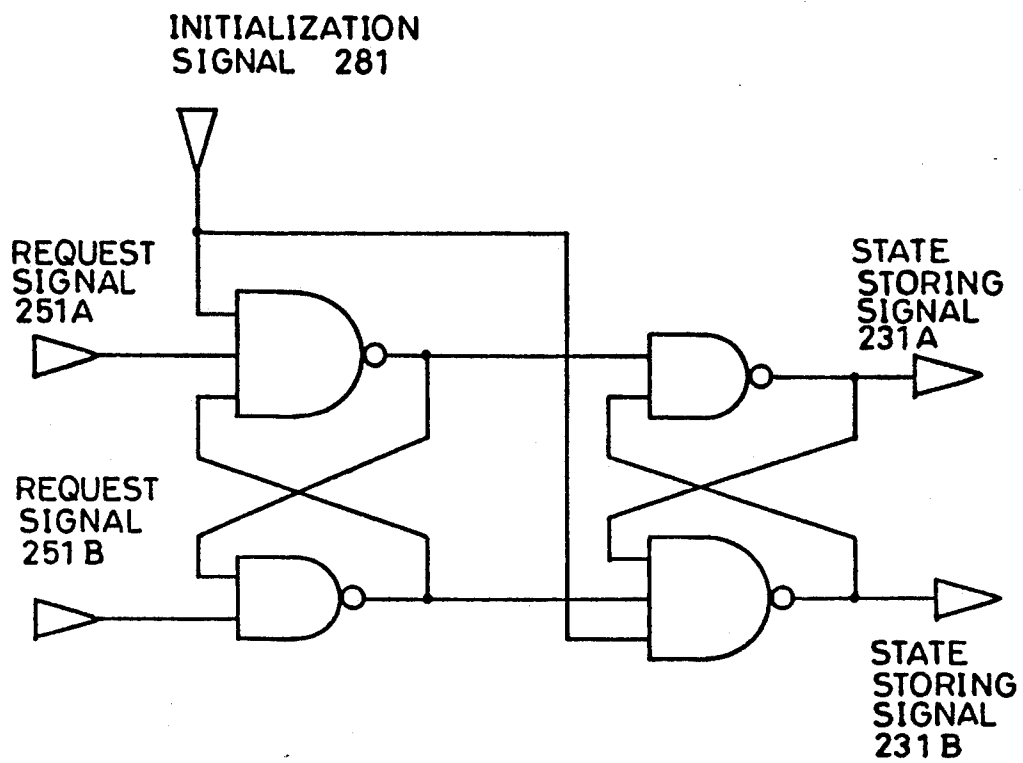 INITIALIZATION
SIGNAL 281
REQUEST
SIGNAL
251A
STATE
STORING
SIGNAL
231A
REQUEST
SIGNAL
251B
STATE
STORING
SIGNAL
231B